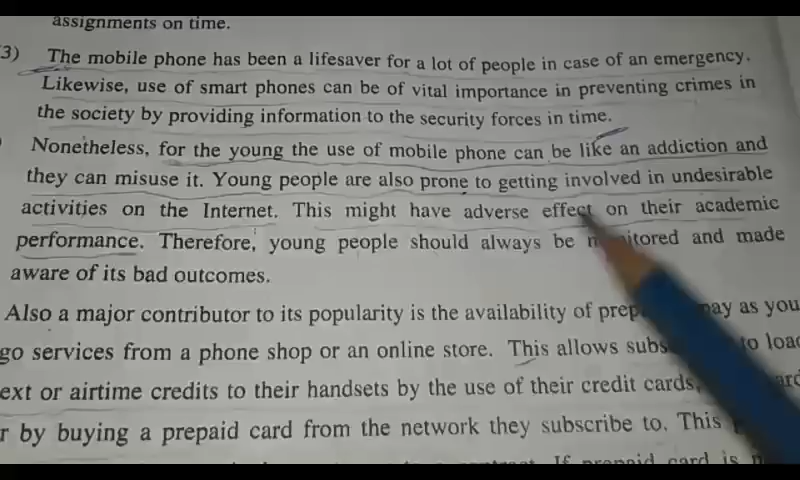 assignments on time.
3) The mobile phone has been a lifesaver for a lot of people in case of an emergency.
Likewise, use of smart phones can be of vital importance in preventing crimes in
the society by providing information to the security forces in time.
) Nonetheless, for the young the use of mobile phone can be like an addiction and
they can misuse it. Young people are also prone to getting involved in undesirable
activities on the Internet. This might have adverse effect on their academic
performance. Therefore, young people should always be monitored and made
aware of its bad outcomes.
Also a major contributor to its popularity is the availability of pay as you
go services from a phone shop or an online store. This allows to load
ext or airtime credits to their handsets by the use of their credit cards,
r by buying a prepaid card from the network they subscribe to. This
If prepaid card is